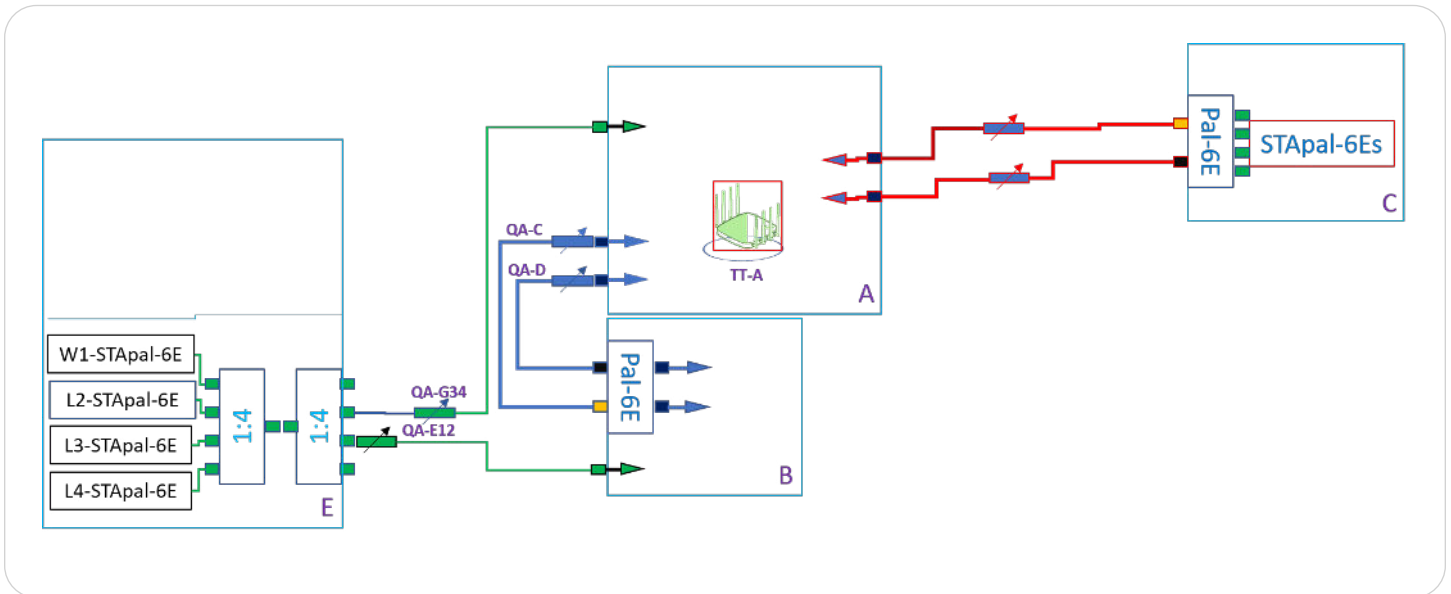 W1-STApal-6E
L2-STApal-6E
L3-STApal-6E
L4-STApal-6E
1:4
1:4
E
QA-G34
QA-E12
QA-C
QA-D
TT-A
A
Pal-6E
B
Pal-6E
STApal-6Es
C